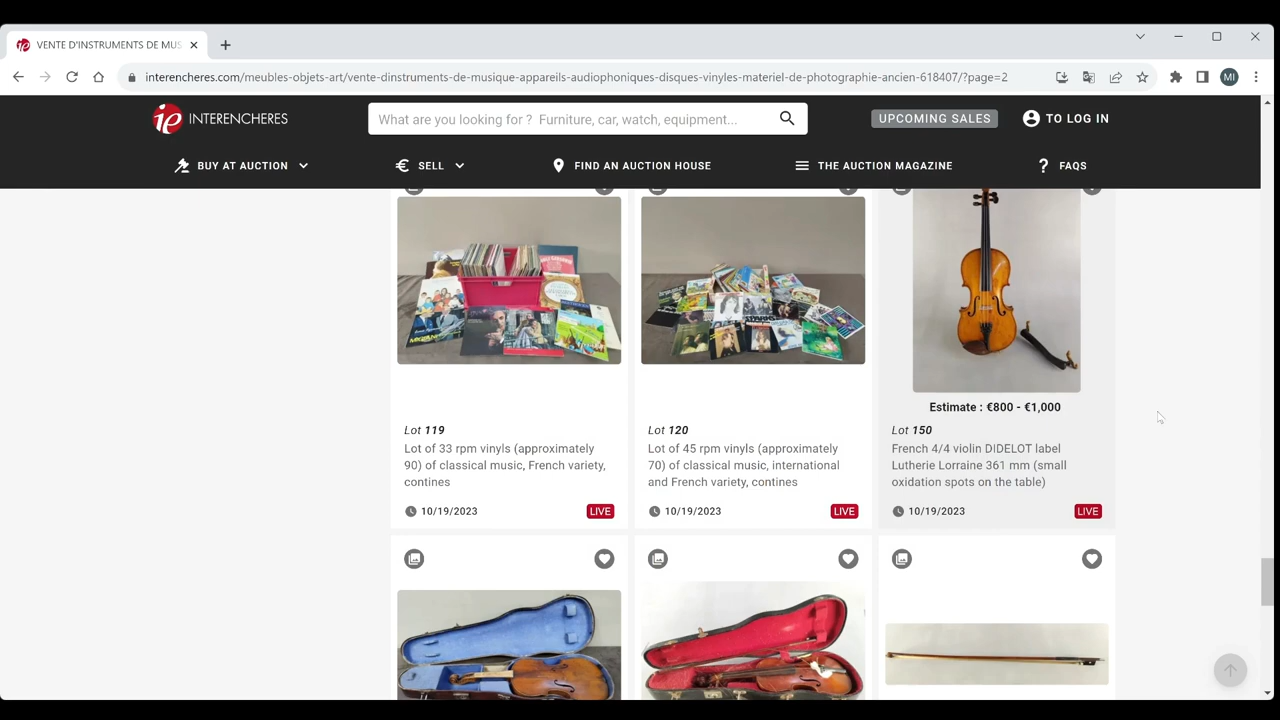 VENTE D'INSTRUMENTS DE MUS
interencheres.com/meubles-objets-art/vente-dinstruments-de-musique-appareils-audiophoniques-disques-vinyles-materiel-de-photographie-ancien-618407/?page=2
MI
ie INTERENCHERES
What are you looking for ? Furniture, car, watch, equipment...
UPCOMING SALES
TO LOG IN
BUY AT AUCTION
SELL
FIND AN AUCTION HOUSE
THE AUCTION MAGAZINE
FAQS
Lot 119
Lot of 33 rpm vinyls (approximately
90) of classical music, French variety,
contines
10/19/2023
LIVE
Lot 120
Lot of 45 rpm vinyls (approximately
70) of classical music, international
and French variety, contines
10/19/2023
LIVE
Estimate : €800 - €1,000
Lot 150
French 4/4 violin DIDELOT label
Lutherie Lorraine 361 mm (small
oxidation spots on the table)
10/19/2023
LIVE